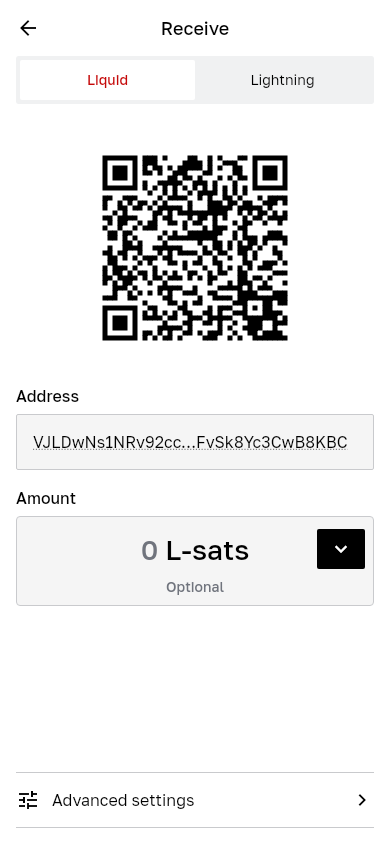 Receive
Liquid
Lightning
Address
VJLDwNs1NRv92cc...FvSk8Yc3CwB8KBC
Amount
0 L-sats
Optional
Advanced settings